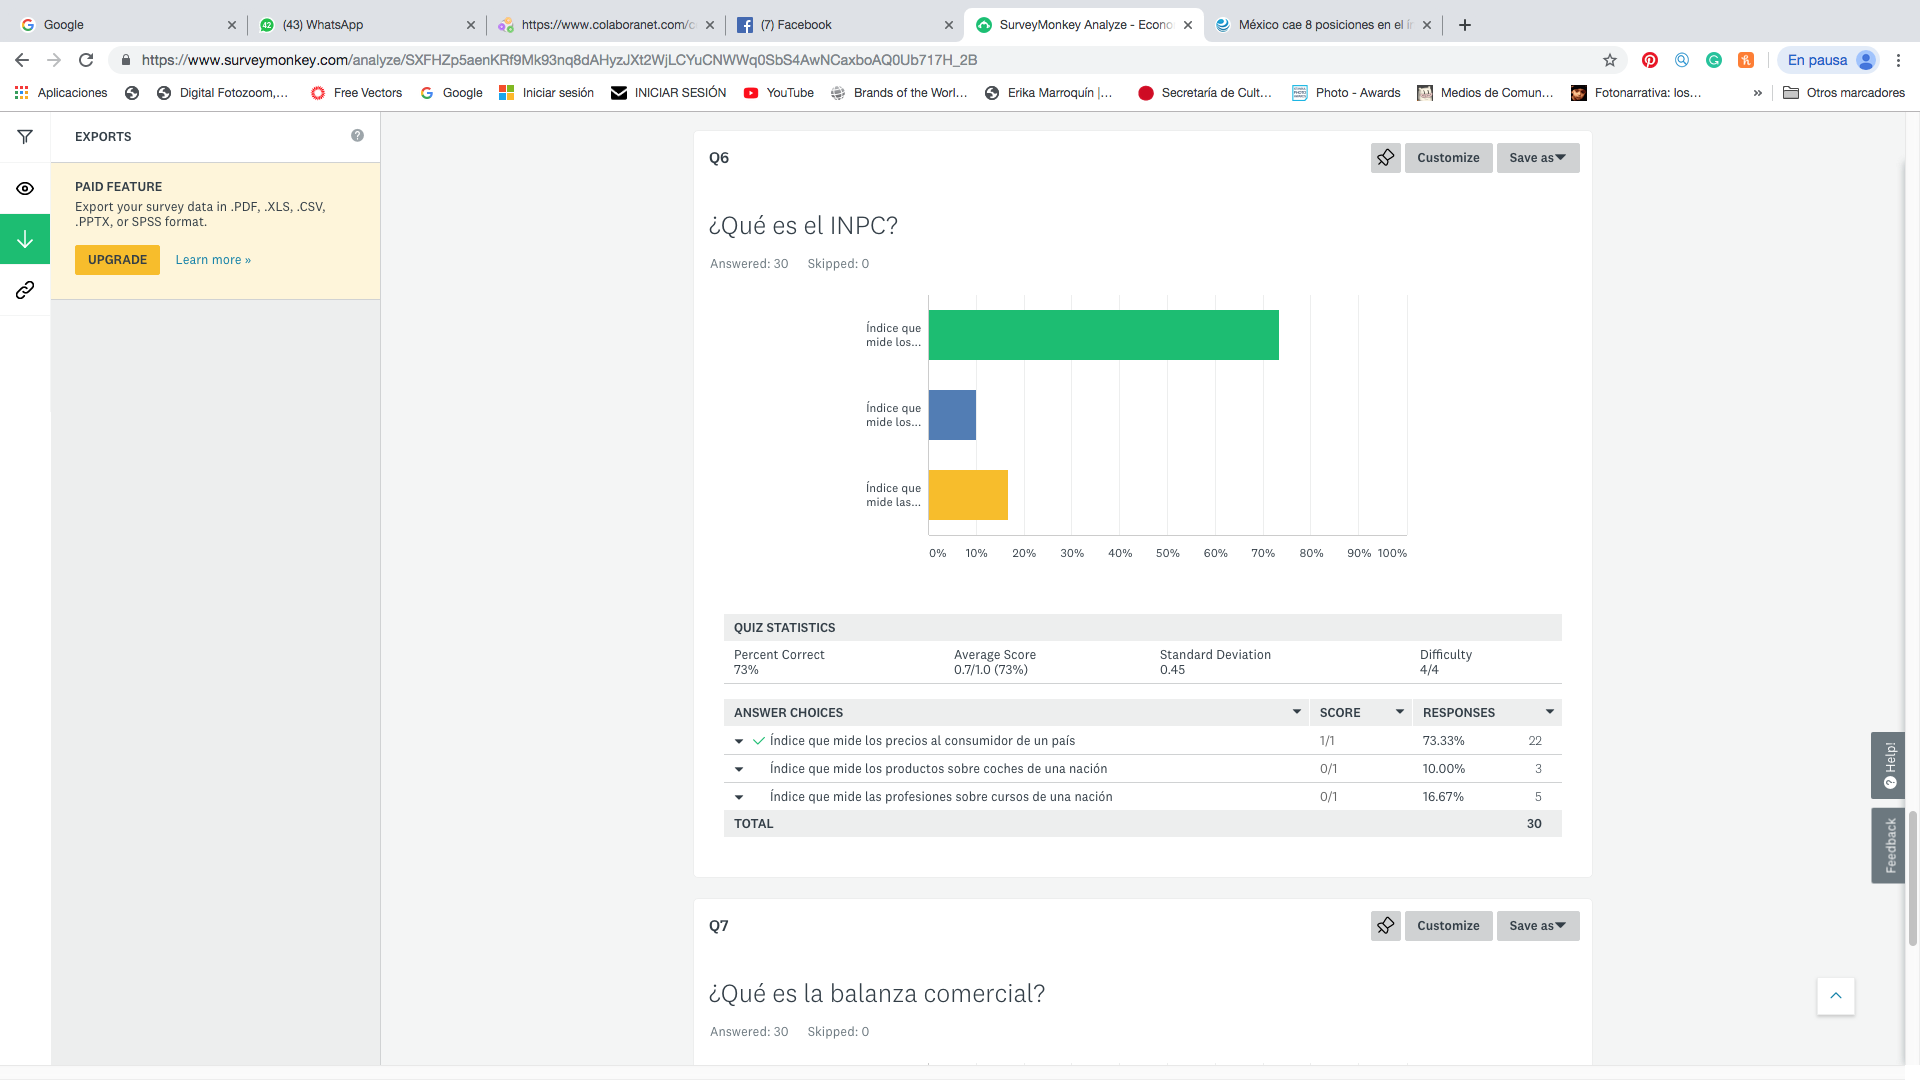 Google
(43) WhatsApp
https://www.colaboranet.com/c
(7) Facebook
SurveyMonkey Analyze - Econo
México cae 8 posiciones en el ín
https://www.surveymonkey.com/analyze/SXFHZp5aenKRf9Mk93nq8dAHyzJXt2WjLCYuCNWWq0SbS4AwNCaxboAQ0Ub717H_2B
En pausa
Aplicaciones
Digital Fotozoom,...
Free Vectors
Google
Iniciar sesión
INICIAR SESIÓN
YouTube
Brands of the Worl...
Erika Marroquín |...
Secretaría de Cult...
Photo - Awards
Medios de Comun...
Fotonarrativa: los...
»
Otros marcadores
EXPORTS
PAID FEATURE
Export your survey data in .PDF, .XLS, .CSV,
.PPTX, or SPSS format.
UPGRADE
Learn more »
Q6
Customize
Save as
¿Qué es el INPC?
Answered: 30 Skipped: 0
Índice que
mide los...
Índice que
mide los...
Índice que
mide las...
0% 10% 20% 30% 40% 50% 60% 70% 80% 90% 100%
QUIZ STATISTICS
Percent Correct Average Score Standard Deviation Difficulty
73% 0.7/1.0 (73%) 0.45 4/4
ANSWER CHOICES SCORE RESPONSES
Índice que mide los precios al consumidor de un país 1/1 73.33% 22
Índice que mide los productos sobre coches de una nación 0/1 10.00% 3
Índice que mide las profesiones sobre cursos de una nación 0/1 16.67% 5
TOTAL 30
Help!
Feedback
Q7
Customize
Save as
¿Qué es la balanza comercial?
Answered: 30 Skipped: 0